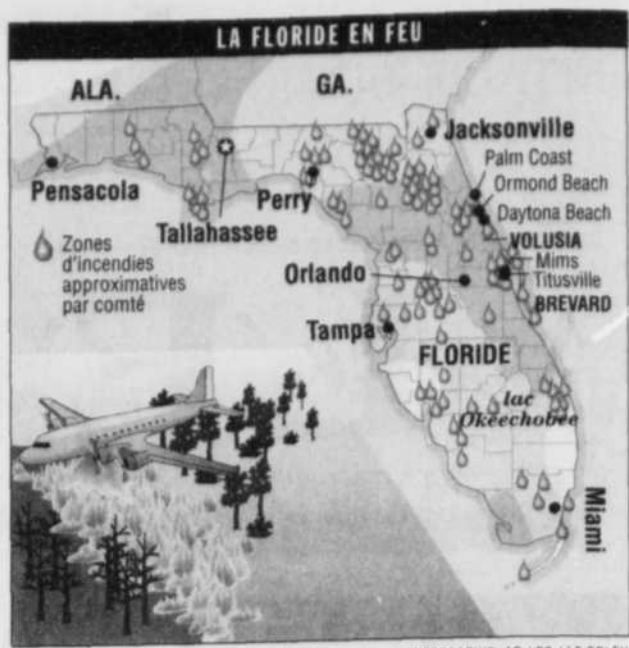 LA FLORIDE EN FEU
ALA.
GA.
Jacksonville
Palm Coast
Ormond Beach
Pensacola
Perry
Daytona Beach
Tallahassee
VOLUSIA
Zones
d'incendies
approximatives
par comté
Mims
Orlando
Titusville
BREVARD
Tampa
FLORIDE
lac
Okeechobee
Miami